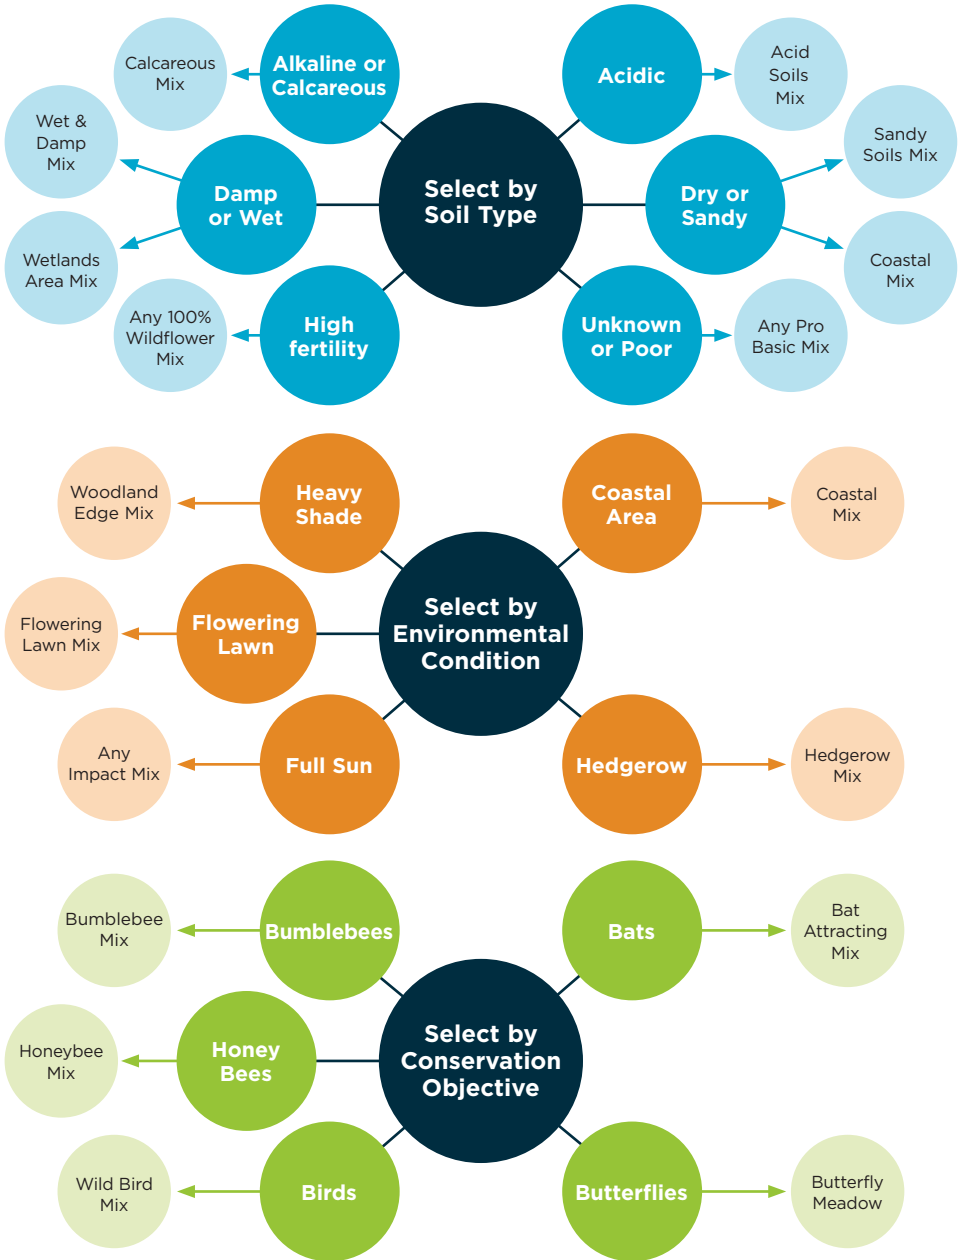 Calcareous
Mix
Alkaline or
Calcareous
Acidic
Acid
Soils
Mix
Wet &
Damp
Mix
Damp
or Wet
Select by
Soil Type
Dry or
Sandy
Sandy
Soils Mix
Wetlands
Area Mix
Coastal
Mix
Any 100%
Wildflower
Mix
High
fertility
Unknown
or Poor
Any Pro
Basic Mix
Woodland
Edge Mix
Heavy
Shade
Coastal
Area
Coastal
Mix
Flowering
Lawn Mix
Flowering
Lawn
Select by
Environmental
Condition
Any
Impact Mix
Full Sun
Hedgerow
Hedgerow
Mix
Bumblebee
Mix
Bumblebees
Bats
Bat
Attracting
Mix
Honeybee
Mix
Honey
Bees
Select by
Conservation
Objective
Wild Bird
Mix
Birds
Butterflies
Butterfly
Meadow